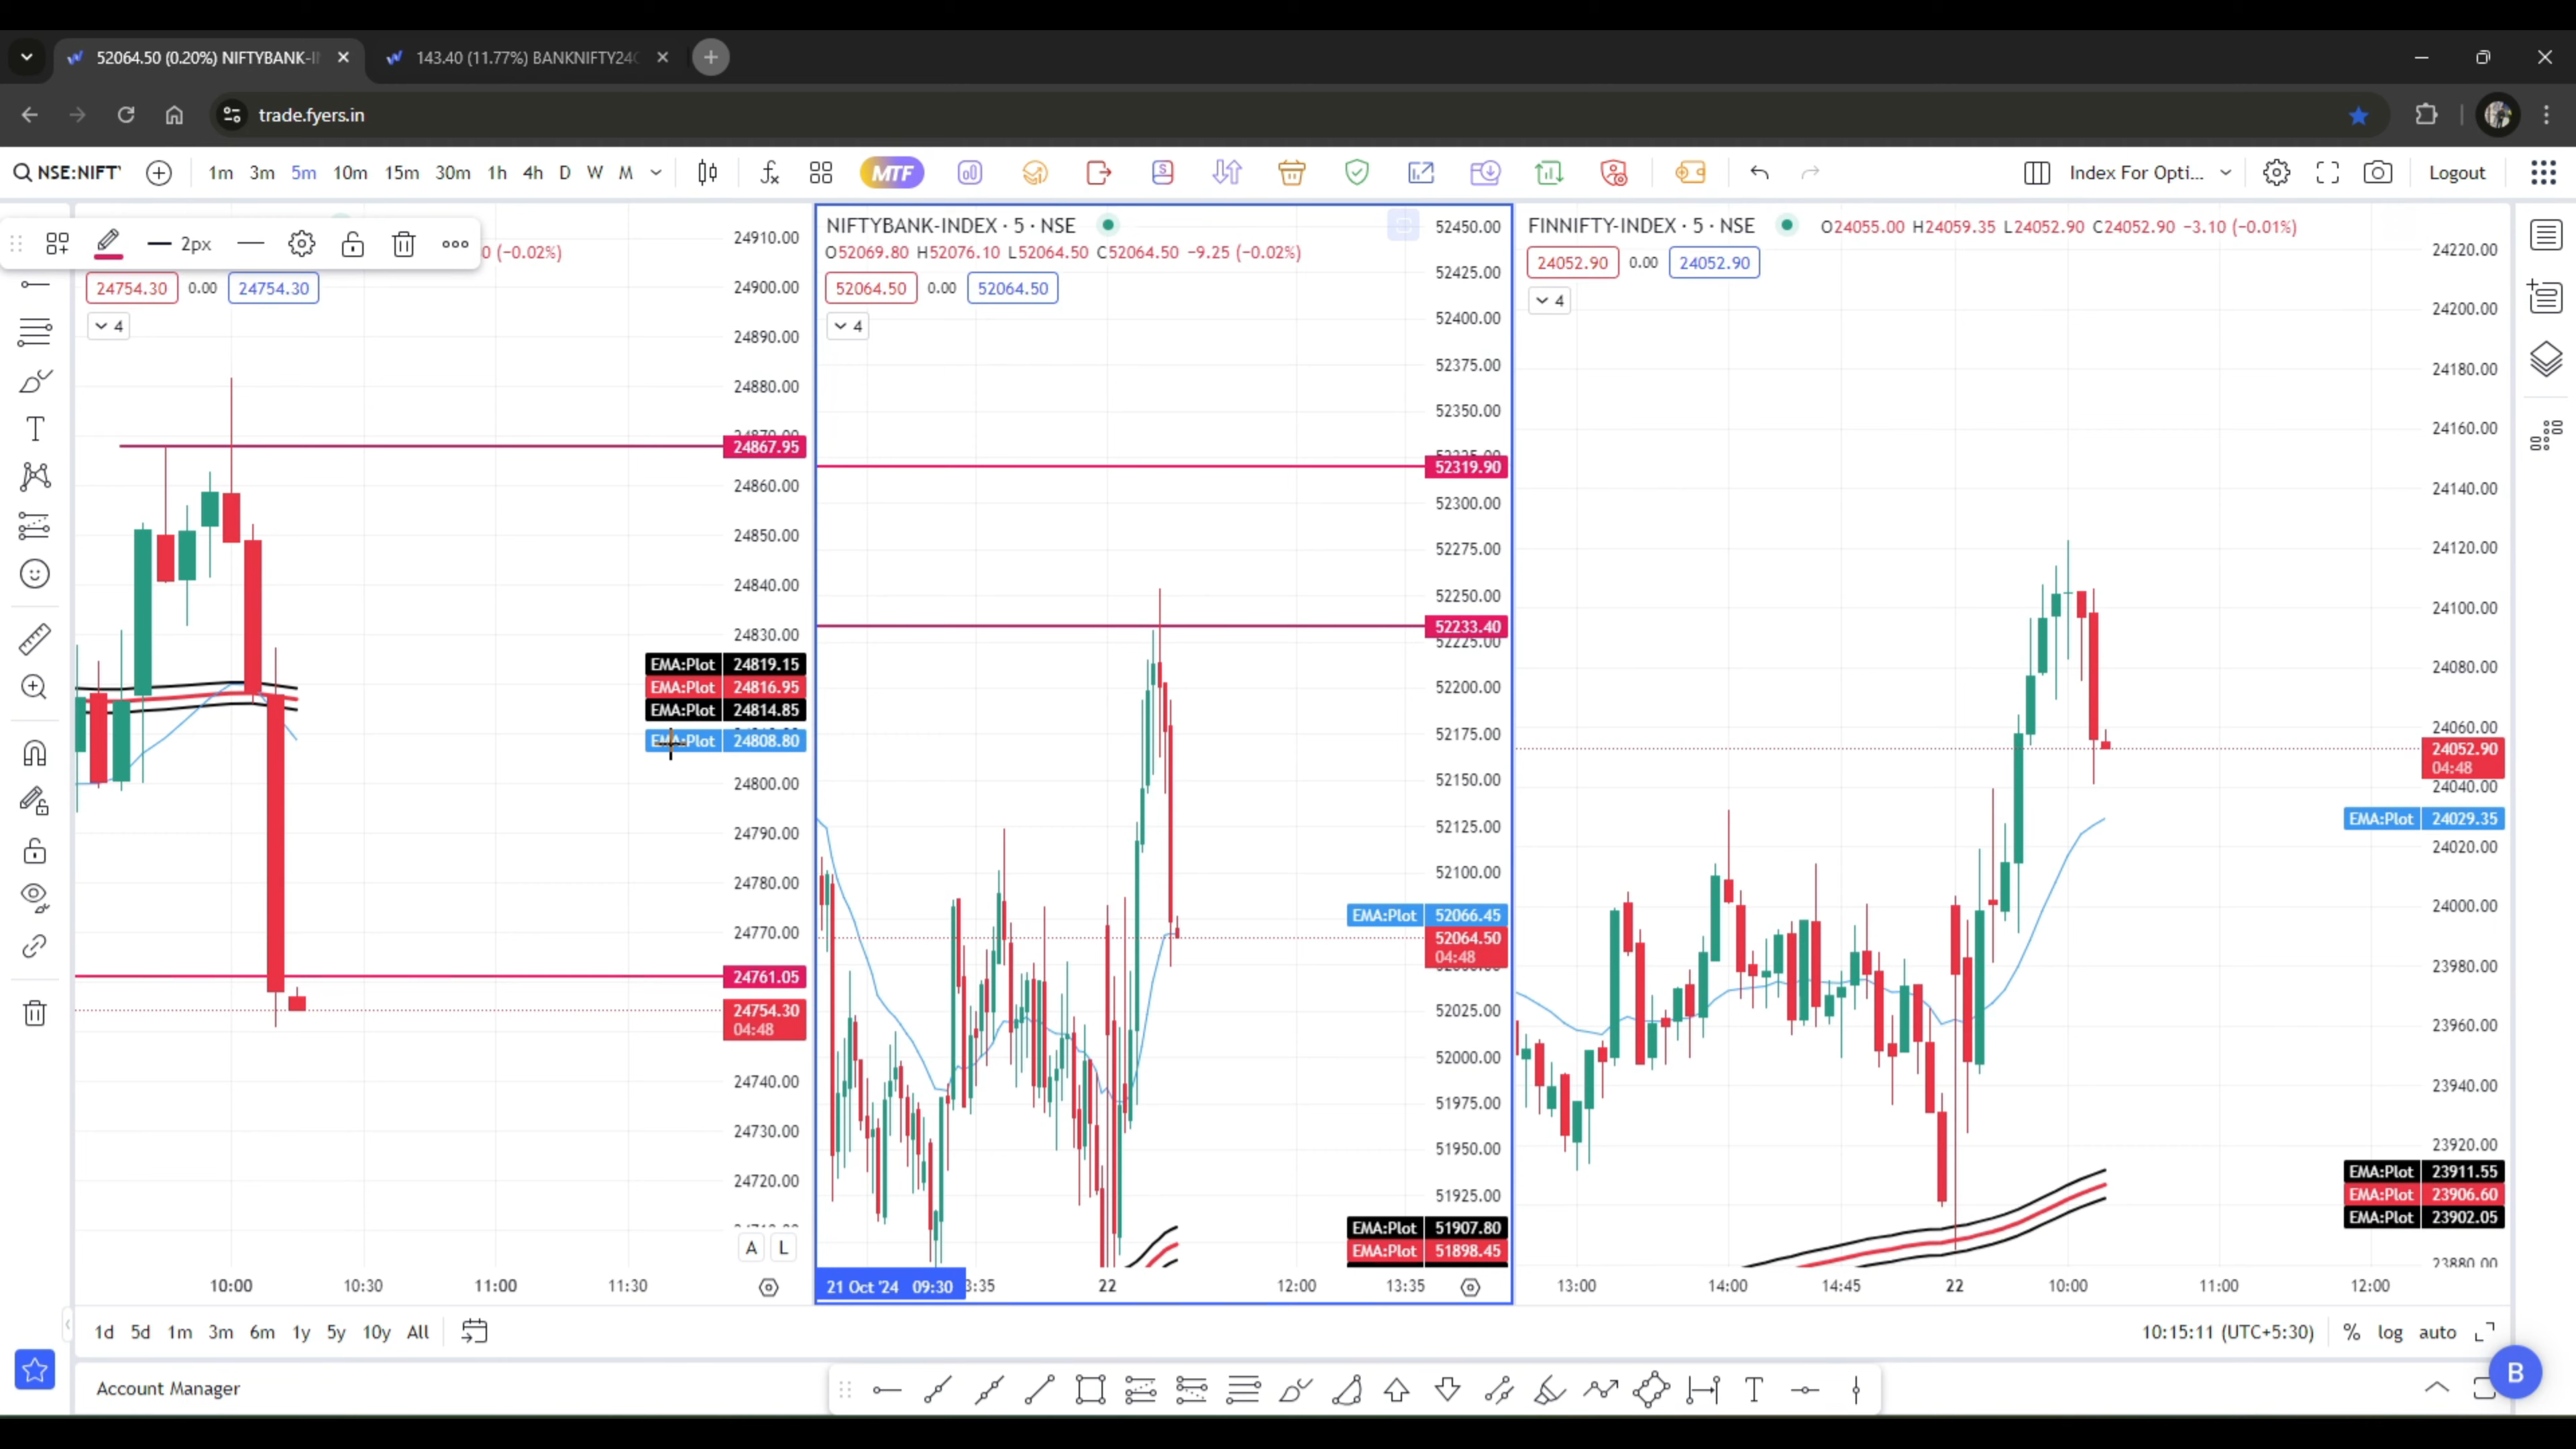 52064.50 (0.20%) NIFTYBANK-I
143.40 (11.77%) BANKNIFTY24
trade.fyers.in
NSE:NIFTY
1m 3m 5m 10m 15m 30m 1h 4h D W M
MTF
Index For Opti...
Logout
2px
0 (−0.02%)
24754.30 0.00 24754.30
4
24910.00
24900.00
24890.00
24880.00
24870.00
24867.95
24860.00
24850.00
24840.00
24830.00
EMA:Plot 24819.15
EMA:Plot 24816.95
EMA:Plot 24814.85
EMA:Plot 24808.80
24800.00
24790.00
24780.00
24770.00
24761.05
24754.30
04:48
24740.00
24730.00
24720.00
A L
10:00 10:30 11:00 11:30
NIFTYBANK-INDEX · 5 · NSE
O52069.80 H52076.10 L52064.50 C52064.50 −9.25 (−0.02%)
52064.50 0.00 52064.50
4
52450.00
52425.00
52400.00
52375.00
52350.00
52319.90
52300.00
52275.00
52250.00
52233.40
52225.00
52200.00
52175.00
52150.00
52125.00
52100.00
EMA:Plot 52066.45
52064.50
04:48
52025.00
52000.00
51975.00
51950.00
51925.00
EMA:Plot 51907.80
EMA:Plot 51898.45
21 Oct '24 09:30 3:35 22 12:00 13:35
FINNIFTY-INDEX · 5 · NSE O24055.00 H24059.35 L24052.90 C24052.90 −3.10 (−0.01%)
24052.90 0.00 24052.90
4
24220.00
24200.00
24180.00
24160.00
24140.00
24120.00
24100.00
24080.00
24060.00
24052.90
04:48
24040.00
EMA:Plot 24029.35
24020.00
24000.00
23980.00
23960.00
23940.00
23920.00
EMA:Plot 23911.55
EMA:Plot 23906.60
EMA:Plot 23902.05
23880.00
13:00 14:00 14:45 22 10:00 11:00 12:00
1d 5d 1m 3m 6m 1y 5y 10y All
10:15:11 (UTC+5:30) % log auto
Account Manager
B